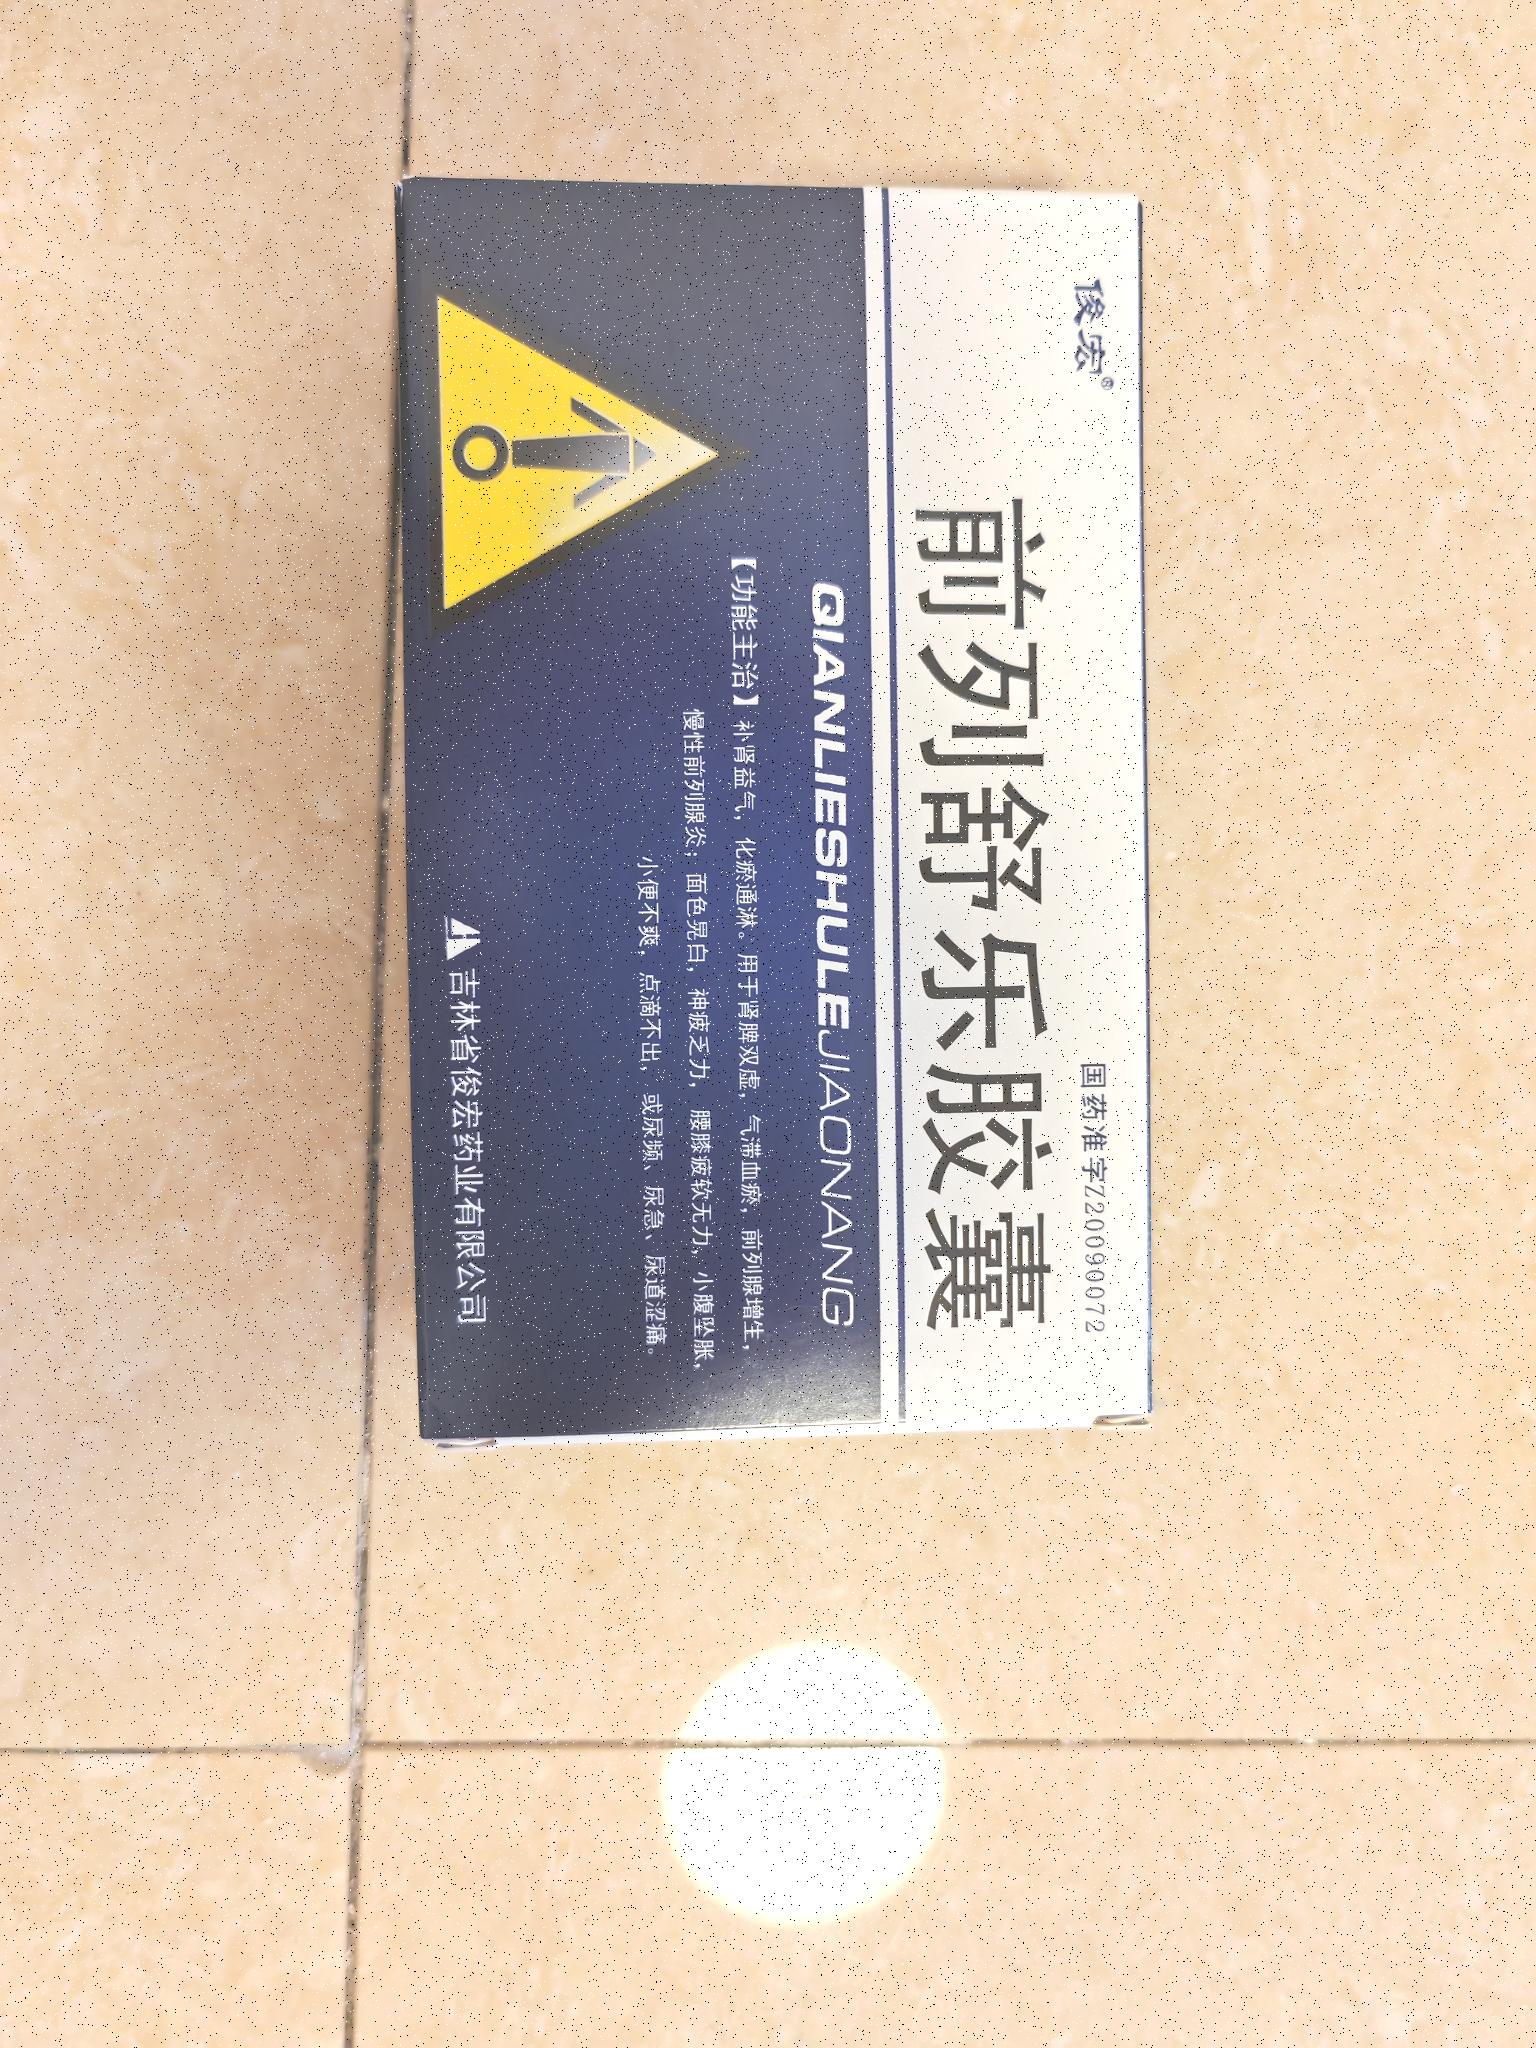 俊宏®
国药准字Z20090072
前列舒乐胶囊
QIANLIESHULEJIAONANG
【功能主治】补肾益气，化瘀通淋。用于肾脾双虚，气滞血瘀，前列腺增生，
慢性前列腺炎；面色晃白，神疲乏力，腰膝疲软无力，小腹坠胀，
小便不爽，点滴不出，或尿频、尿急、尿道涩痛。
吉林省俊宏药业有限公司